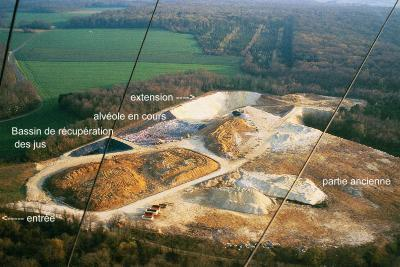 extension -->
alvéole en cours
Bassin de récupération
des jus
partie ancienne
<---- entrée